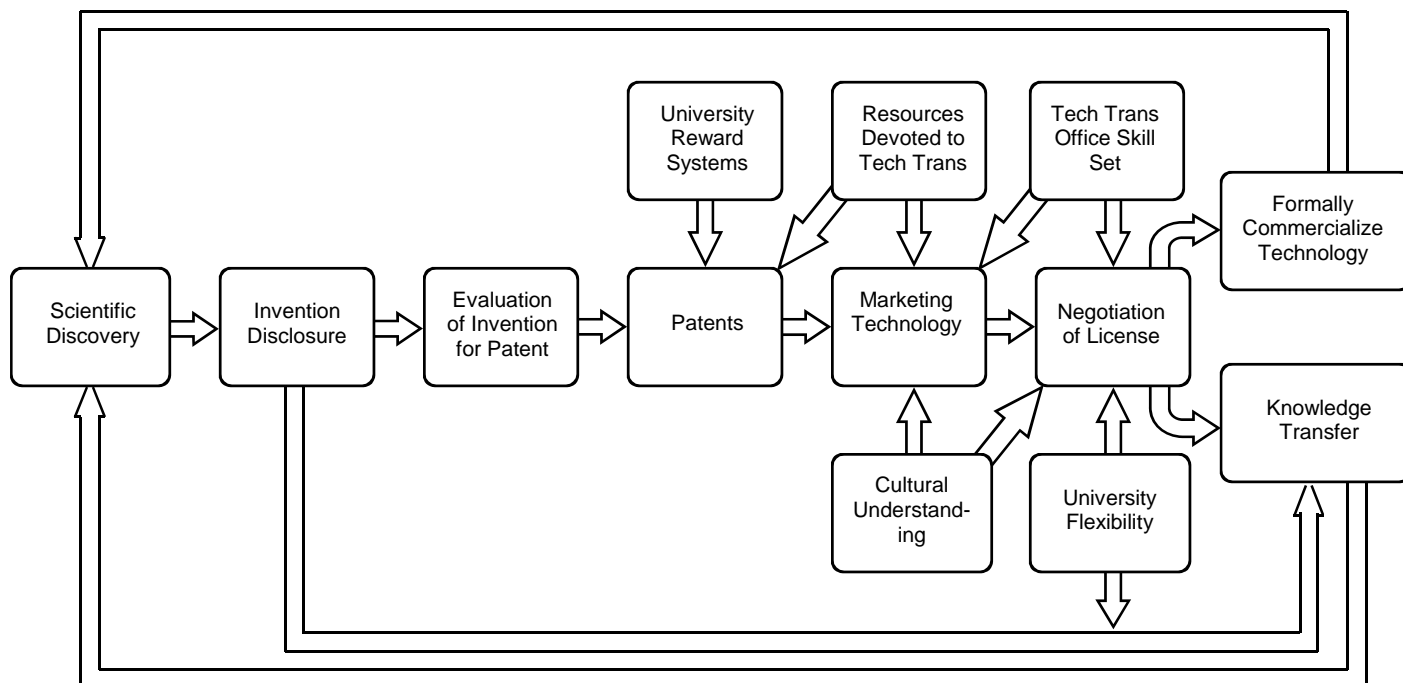 University
Reward
Systems
Resources
Devoted to
Tech Trans
Tech Trans
Office Skill
Set
Formally
Commercialize
Technology
Scientific
Discovery
Invention
Disclosure
Evaluation
of Invention
for Patent
Patents
Marketing
Technology
Negotiation
of License
Knowledge
Transfer
Cultural
Understand-
ing
University
Flexibility